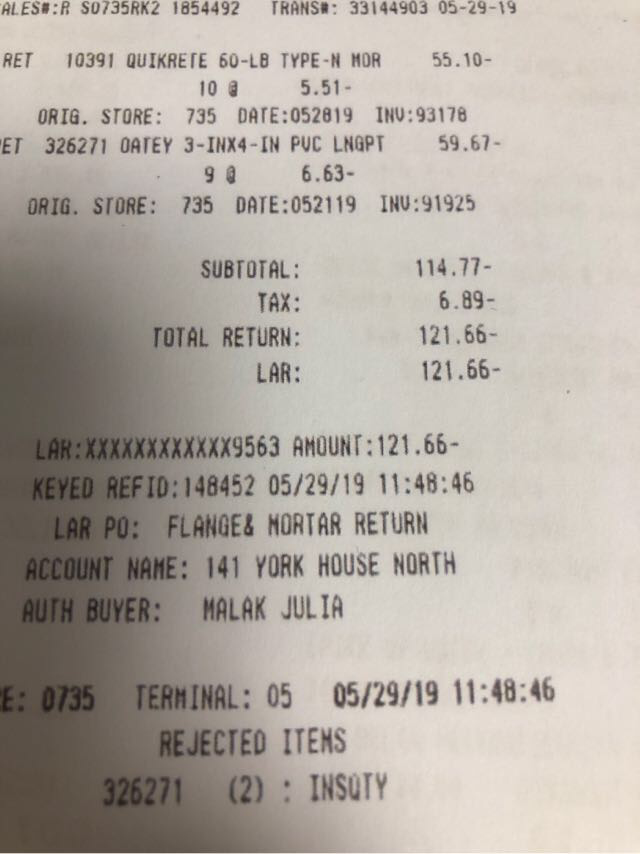 ALES#:R S0735RK2 1854492 TRANS#: 33144903 05-29-19
RET 10391 QUIKRETE 60-LB TYPE-N MOR 55.10-
10 @ 5.51-
ORIG. STORE: 735 DATE:052819 INV:93178
ET 326271 OATEY 3-INX4-IN PVC LNGPT 59.67-
9 @ 6.63-
ORIG. STORE: 735 DATE:052119 INV:91925
SUBTOTAL: 114.77-
TAX: 6.89-
TOTAL RETURN: 121.66-
LAR: 121.66-
LAR:XXXXXXXXXXXX9563 AMOUNT:121.66-
KEYED REFID:148452 05/29/19 11:48:46
LAR PO: FLANGE& MORTAR RETURN
ACCOUNT NAME: 141 YORK HOUSE NORTH
AUTH BUYER: MALAK JULIA
E: 0735 TERMINAL: 05 05/29/19 11:48:46
REJECTED ITEMS
326271 (2) : INSQTY